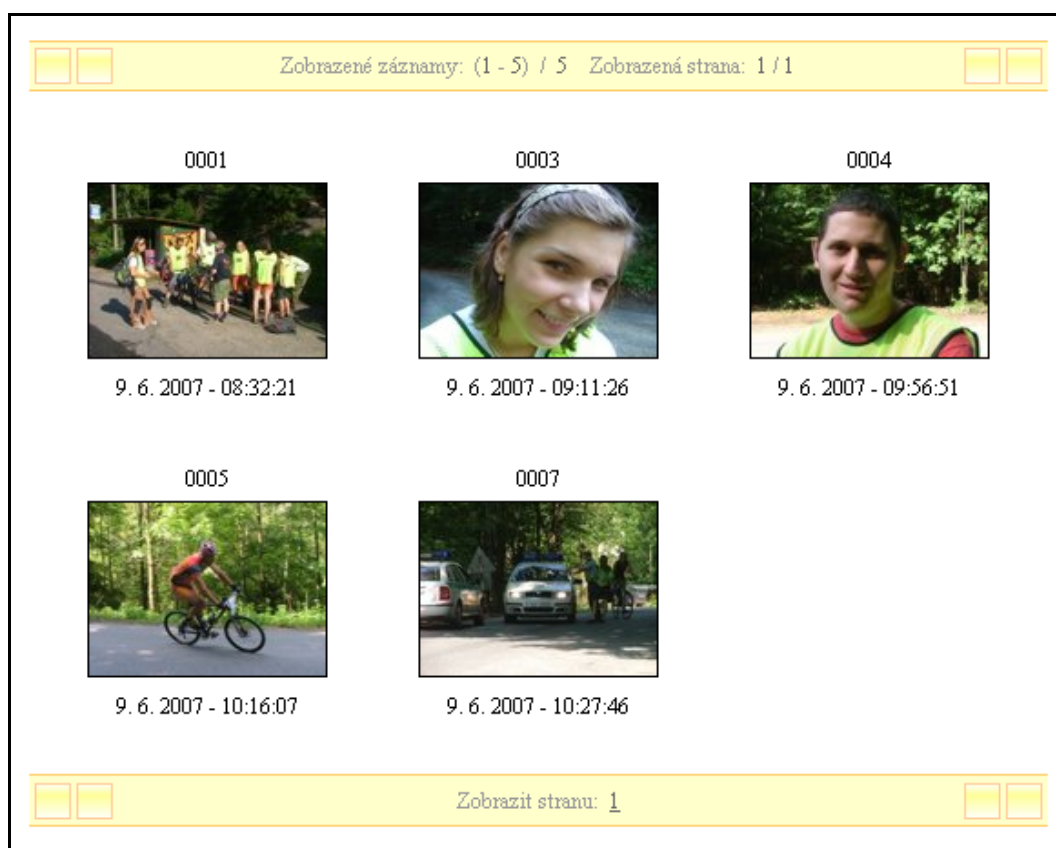 Zobrazené záznamy: (1 - 5) / 5 Zobrazená strana: 1 / 1
0001 0003 0004
9. 6. 2007 - 08:32:21 9. 6. 2007 - 09:11:26 9. 6. 2007 - 09:56:51
0005 0007
9. 6. 2007 - 10:16:07 9. 6. 2007 - 10:27:46
Zobrazit stranu: 1